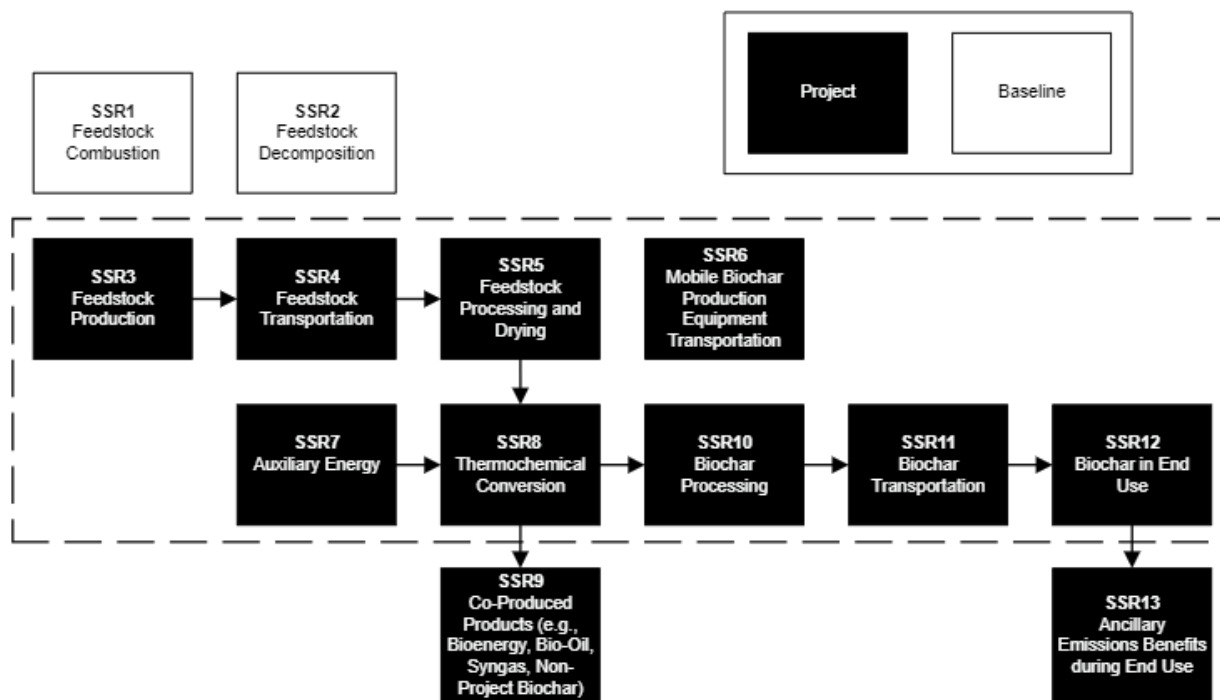 Project
Baseline
SSR1
Feedstock
Combustion
SSR2
Feedstock
Decomposition
SSR3
Feedstock
Production
SSR4
Feedstock
Transportation
SSR5
Feedstock
Processing and
Drying
SSR6
Mobile Biochar
Production
Equipment
Transportation
SSR7
Auxiliary Energy
SSR8
Thermochemical
Conversion
SSR10
Biochar
Processing
SSR11
Biochar
Transportation
SSR12
Biochar in End
Use
SSR9
Co-Produced
Products (e.g.,
Bioenergy, Bio-Oil,
Syngas, Non-
Project Biochar)
SSR13
Ancillary
Emissions Benefits
during End Use